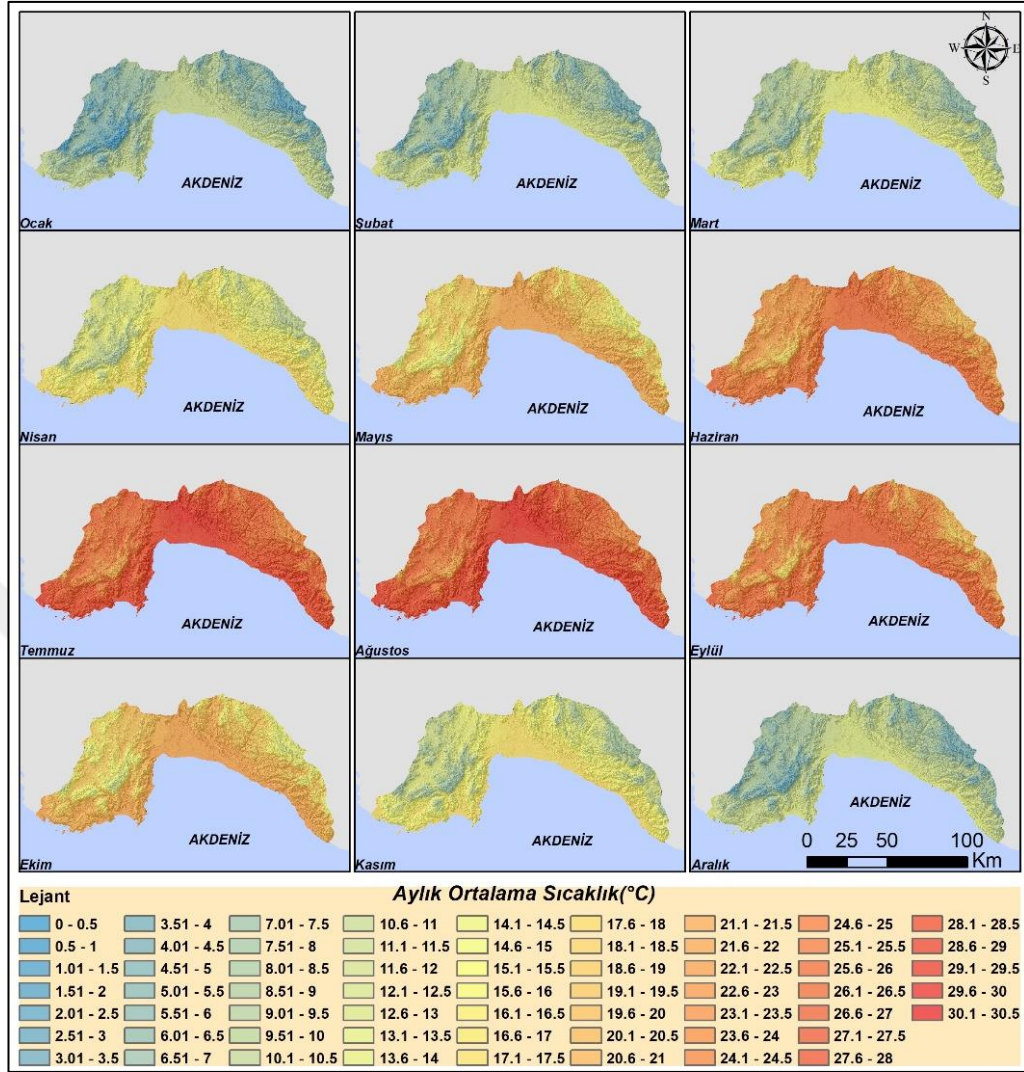 N
W E
S
AKDENİZ
AKDENİZ
AKDENİZ
Ocak
Şubat
Mart
AKDENİZ
AKDENİZ
AKDENİZ
Nisan
Mayıs
Haziran
AKDENİZ
AKDENİZ
AKDENİZ
Temmuz
Ağustos
Eylül
AKDENİZ
AKDENİZ
AKDENİZ
0 25 50 100
Km
Ekim
Kasım
Aralık
Lejant
Aylık Ortalama Sıcaklık(°C)
0 - 0.5 3.51 - 4 7.01 - 7.5 10.6 - 11 14.1 - 14.5 17.6 - 18 21.1 - 21.5 24.6 - 25 28.1 - 28.5
0.5 - 1 4.01 - 4.5 7.51 - 8 11.1 - 11.5 14.6 - 15 18.1 - 18.5 21.6 - 22 25.1 - 25.5 28.6 - 29
1.01 - 1.5 4.51 - 5 8.01 - 8.5 11.6 - 12 15.1 - 15.5 18.6 - 19 22.1 - 22.5 25.6 - 26 29.1 - 29.5
1.51 - 2 5.01 - 5.5 8.51 - 9 12.1 - 12.5 15.6 - 16 19.1 - 19.5 22.6 - 23 26.1 - 26.5 29.6 - 30
2.01 - 2.5 5.51 - 6 9.01 - 9.5 12.6 - 13 16.1 - 16.5 19.6 - 20 23.1 - 23.5 26.6 - 27 30.1 - 30.5
2.51 - 3 6.01 - 6.5 9.51 - 10 13.1 - 13.5 16.6 - 17 20.1 - 20.5 23.6 - 24 27.1 - 27.5
3.01 - 3.5 6.51 - 7 10.1 - 10.5 13.6 - 14 17.1 - 17.5 20.6 - 21 24.1 - 24.5 27.6 - 28